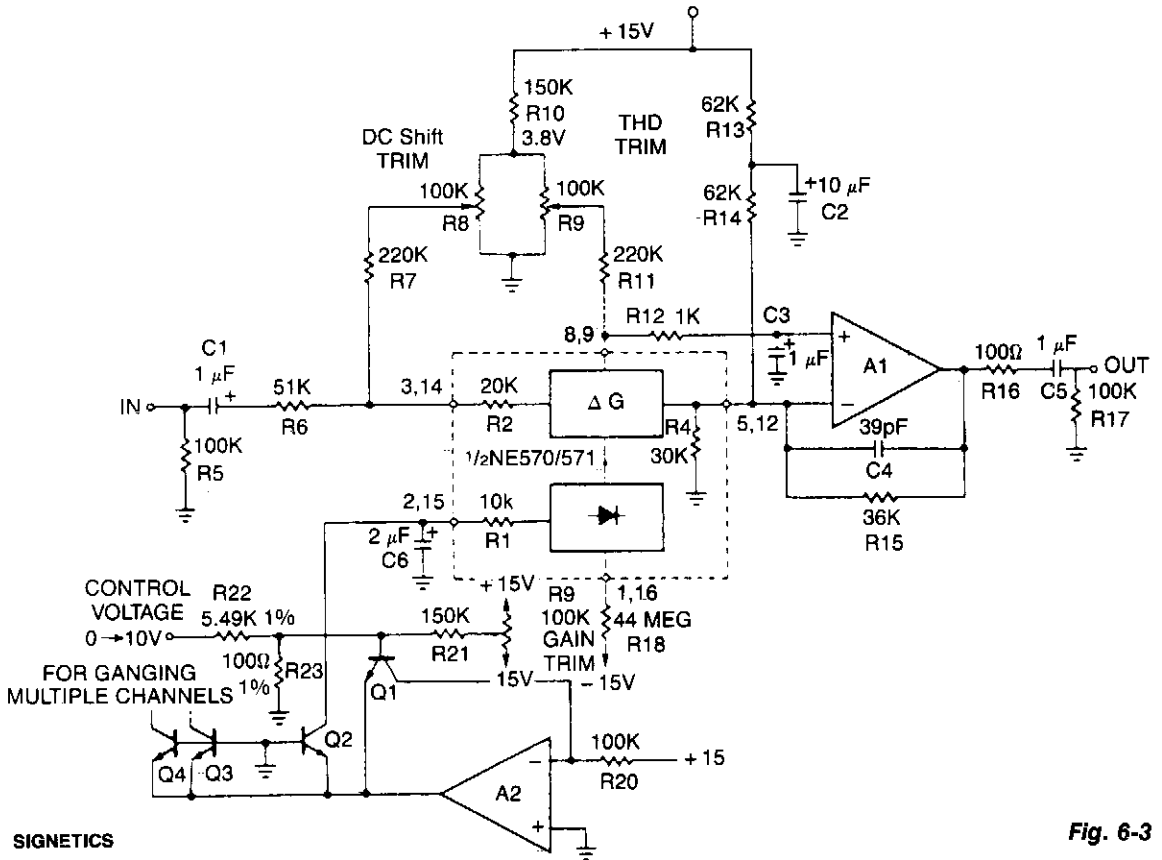 + 15V
150K
R10
3.8V
DC Shift
TRIM
THD
TRIM
62K
R13
100K
R8
100K
R9
62K
R14
+10 µF
C2
220K
R7
220K
R11
R12 1K
C3
+
1 µF
8,9
+
A1
−
100Ω
R16
1 µF
C5
OUT
100K
R17
C1
1 µF
+
IN
51K
R6
100K
R5
3,14
20K
R2
Δ G
R4
30K
5,12
39pF
C4
36K
R15
1/2NE570/571
2,15
10k
R1
2 µF
+
C6
+15V
R9
100K
GAIN
TRIM
15V
1,16
44 MEG
R18
− 15V
CONTROL
VOLTAGE
0 → 10V
R22
5.49K 1%
150K
R21
100Ω
1%
R23
FOR GANGING
MULTIPLE CHANNELS
Q1
Q2
Q4
Q3
A2
−
+
100K
R20
+ 15
SIGNETICS
Fig. 6-3